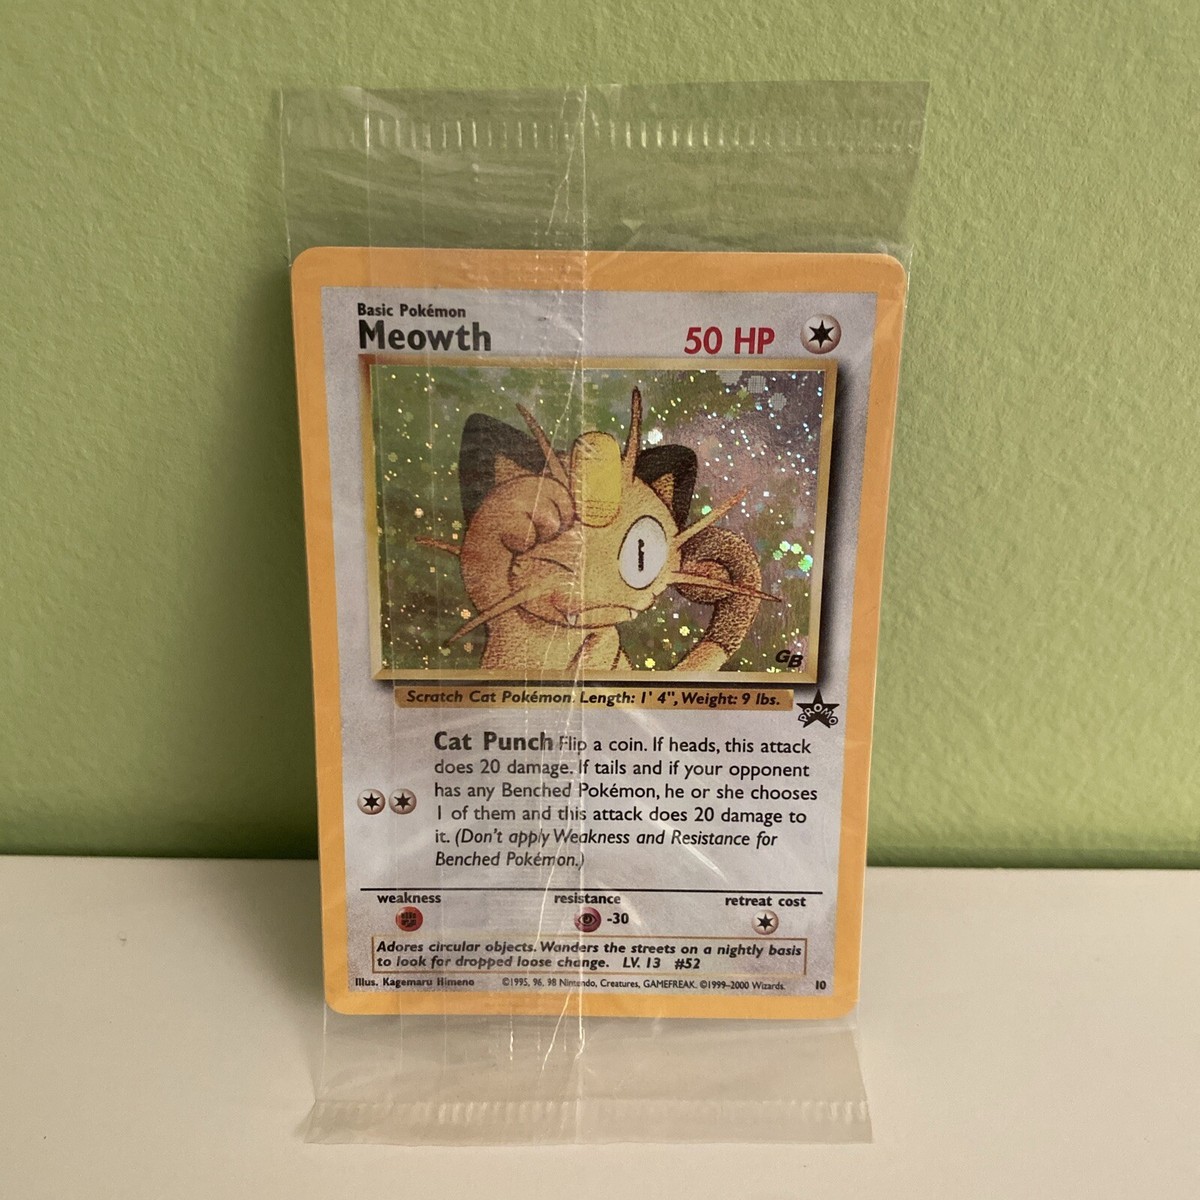 Basic Pokémon
Meowth 50 HP
GB
Scratch Cat Pokémon. Length: 1' 4", Weight: 9 lbs.
PROMO
Cat Punch Flip a coin. If heads, this attack
does 20 damage. If tails and if your opponent
has any Benched Pokémon, he or she chooses
1 of them and this attack does 20 damage to
it. (Don't apply Weakness and Resistance for
Benched Pokémon.)
weakness resistance retreat cost
-30
Adores circular objects. Wanders the streets on a nightly basis
to look for dropped loose change. LV. 13 #52
Illus. Kagemaru Himeno ©1995, 96, 98 Nintendo, Creatures, GAMEFREAK. ©1999-2000 Wizards. 10